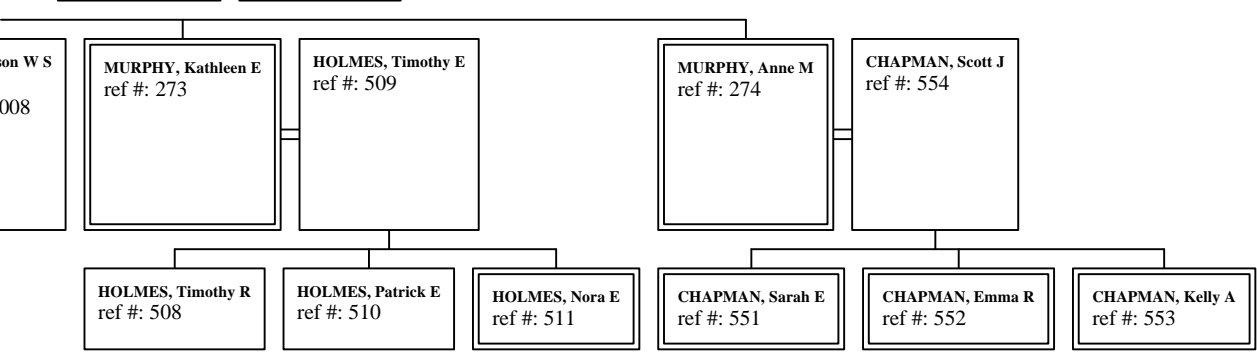 son W S
008
MURPHY, Kathleen E
ref #: 273
HOLMES, Timothy E
ref #: 509
MURPHY, Anne M
ref #: 274
CHAPMAN, Scott J
ref #: 554
HOLMES, Timothy R
ref #: 508
HOLMES, Patrick E
ref #: 510
HOLMES, Nora E
ref #: 511
CHAPMAN, Sarah E
ref #: 551
CHAPMAN, Emma R
ref #: 552
CHAPMAN, Kelly A
ref #: 553